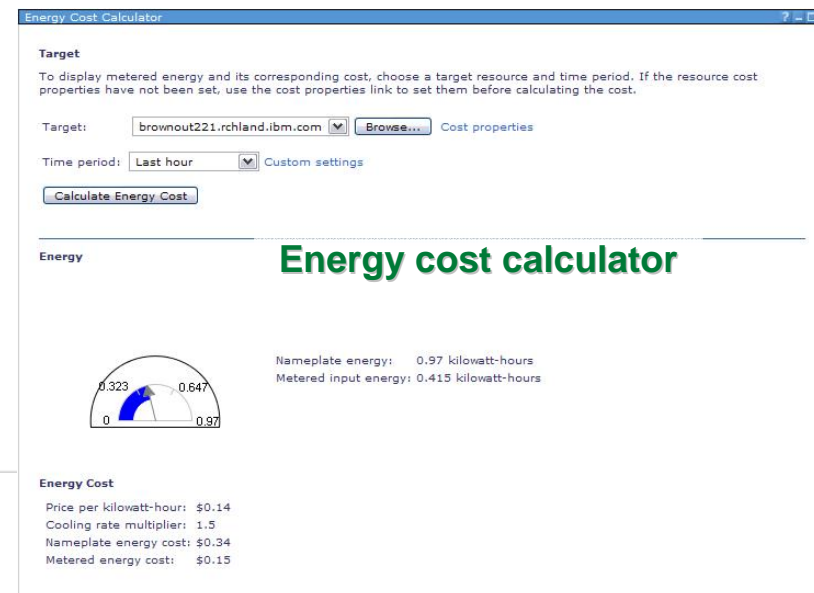 Energy Cost Calculator ? –
Target
To display metered energy and its corresponding cost, choose a target resource and time period. If the resource cost
properties have not been set, use the cost properties link to set them before calculating the cost.
Target: brownout221.rchland.ibm.com Browse... Cost properties
Time period: Last hour Custom settings
Calculate Energy Cost
Energy cost calculator
Energy
Nameplate energy: 0.97 kilowatt-hours
Metered input energy: 0.415 kilowatt-hours
0.323 0.647
0 0.97
Energy Cost
Price per kilowatt-hour: $0.14
Cooling rate multiplier: 1.5
Nameplate energy cost: $0.34
Metered energy cost: $0.15